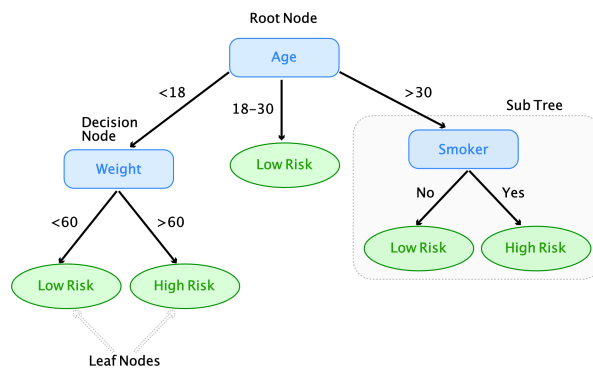 Root Node
Age
<18
18-30
>30
Decision
Node
Sub Tree
Weight
Low Risk
Smoker
<60
>60
No
Yes
Low Risk
High Risk
Low Risk
High Risk
Leaf Nodes